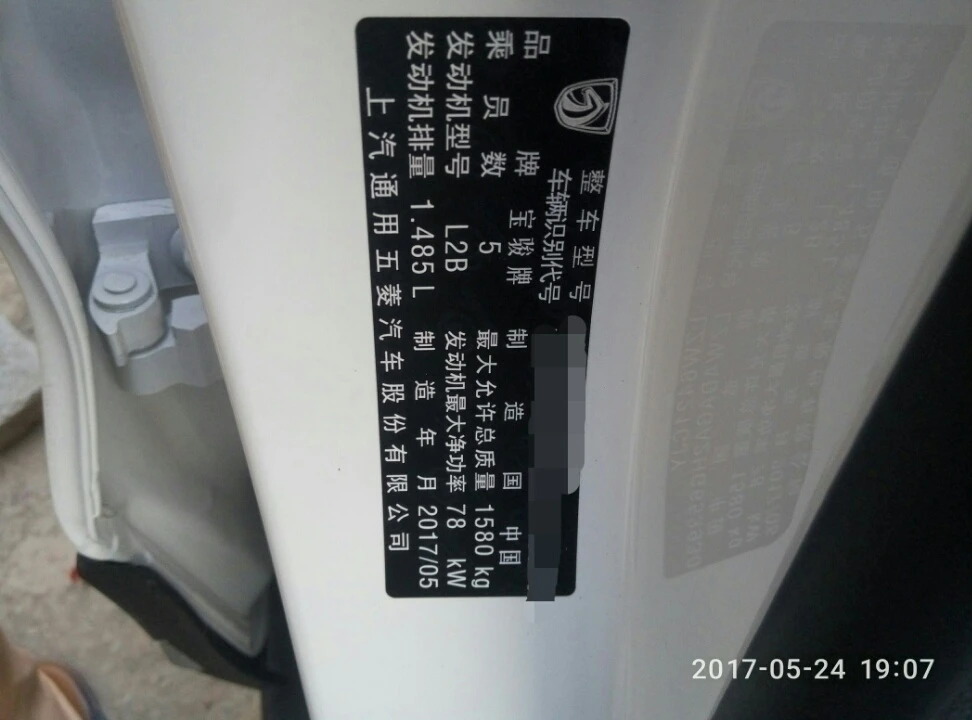 整车型号
车辆识别代号
品牌 宝骏牌 制造国 中国
乘员数 5 最大允许总质量 1580 kg
发动机型号 L2B 发动机最大净功率 78 kW
发动机排量 1.485 L 制造年月 2017/05
上汽通用五菱汽车股份有限公司
2017-05-24 19:07